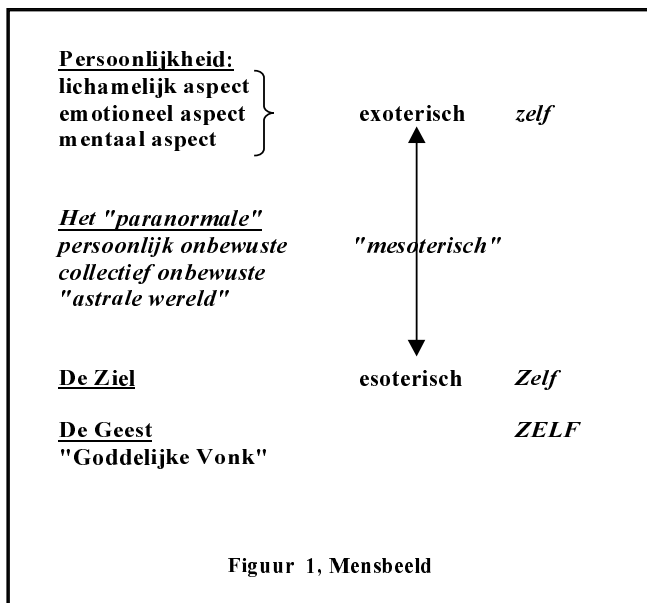 Persoonlijkheid:
lichamelijk aspect
emotioneel aspect exoterisch zelf
mentaal aspect
Het "paranormale"
persoonlijk onbewuste "mesoterisch"
collectief onbewuste
"astrale wereld"
De Ziel esoterisch Zelf
De Geest ZELF
"Goddelijke Vonk"
Figuur 1, Mensbeeld